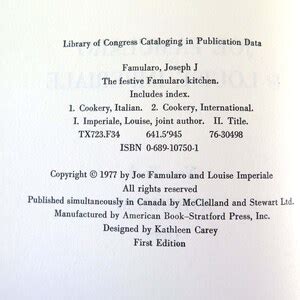 Library of Congress Cataloging in Publication Data
Famularo, Joseph J
The festive Famularo kitchen.
Includes index.
1. Cookery, Italian. 2. Cookery, International.
I. Imperiale, Louise, joint author. II. Title.
TX723.F34 641.5'945 76-30498
ISBN 0-689-10750-1
Copyright © 1977 by Joe Famularo and Louise Imperiale
All rights reserved
Published simultaneously in Canada by McClelland and Stewart Ltd.
Manufactured by American Book–Stratford Press, Inc.
Designed by Kathleen Carey
First Edition